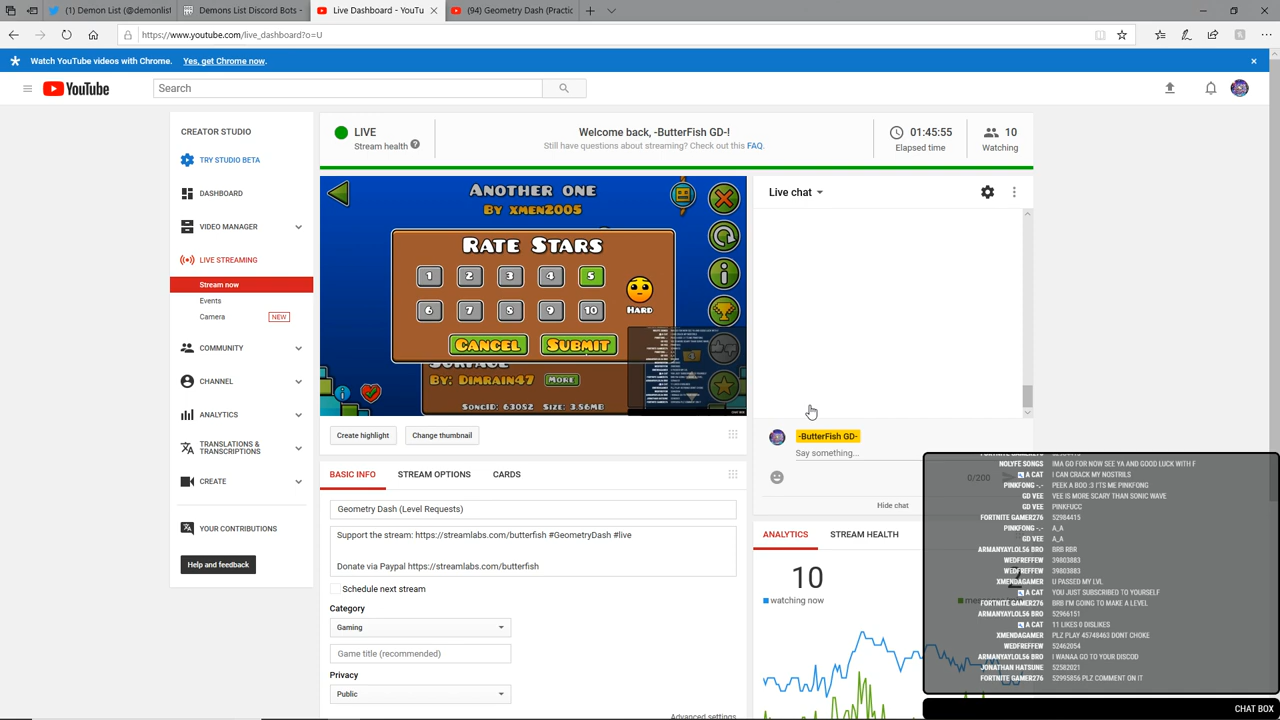 (1) Demon List (@demonlist
Demons List Discord Bots -
Live Dashboard - YouTu
(94) Geometry Dash (Practic
https://www.youtube.com/live_dashboard?o=U
Watch YouTube videos with Chrome. Yes, get Chrome now.
YouTube
Search
CREATOR STUDIO
TRY STUDIO BETA
DASHBOARD
VIDEO MANAGER
LIVE STREAMING
Stream now
Events
Camera
NEW
COMMUNITY
CHANNEL
ANALYTICS
TRANSLATIONS &
TRANSCRIPTIONS
CREATE
YOUR CONTRIBUTIONS
Help and feedback
LIVE
Stream health
Welcome back, -ButterFish GD-!
Still have questions about streaming? Check out this FAQ.
01:45:55
Elapsed time
10
Watching
ANOTHER ONE
BY XMEN2005
RATE STARS
1 2 3 4 5
6 7 8 9 10
HARD
CANCEL SUBMIT
SURFACE
BY: DIMRAIN47 MORE
SONGID: 63082 SIZE: 3.86MB
Create highlight
Change thumbnail
BASIC INFO
STREAM OPTIONS
CARDS
Geometry Dash (Level Requests)
Support the stream: https://streamlabs.com/butterfish #GeometryDash #live
Donate via Paypal https://streamlabs.com/butterfish
Schedule next stream
Category
Gaming
Game title (recommended)
Privacy
Public
Advanced settings
Live chat
-ButterFish GD-
Say something...
0/200
Hide chat
ANALYTICS
STREAM HEALTH
10
watching now
NOLYFE SONGS IMA GO FOR NOW SEE YA AND GOOD LUCK WITH F
A CAT I CAN CRACK MY NOSTRILS
PINKFONG -.- PEEK A BOO :3 I'TS ME PINKFONG
GD VEE VEE IS MORE SCARY THAN SONIC WAVE
GD VEE PINKFUCC
FORTNITE GAMER276 52984415
PINKFONG -.- A_A
GD VEE A_A
ARMANYAYLOL56 BRO BRB RBR
WEDFREFFEW 39803883
WEDFREFFEW 39803883
XMENDAGAMER U PASSED MY LVL
A CAT YOU JUST SUBSCRIBED TO YOURSELF
FORTNITE GAMER276 BRB I'M GOING TO MAKE A LEVEL
ARMANYAYLOL56 BRO 52966151
A CAT 11 LIKES 0 DISLIKES
XMENDAGAMER PLZ PLAY 45748463 DONT CHOKE
WEDFREFFEW 52462054
ARMANYAYLOL56 BRO I WANAA GO TO YOUR DISCOD
JONATHAN HATSUNE 52582021
FORTNITE GAMER276 52995856 PLZ COMMENT ON IT
CHAT BOX